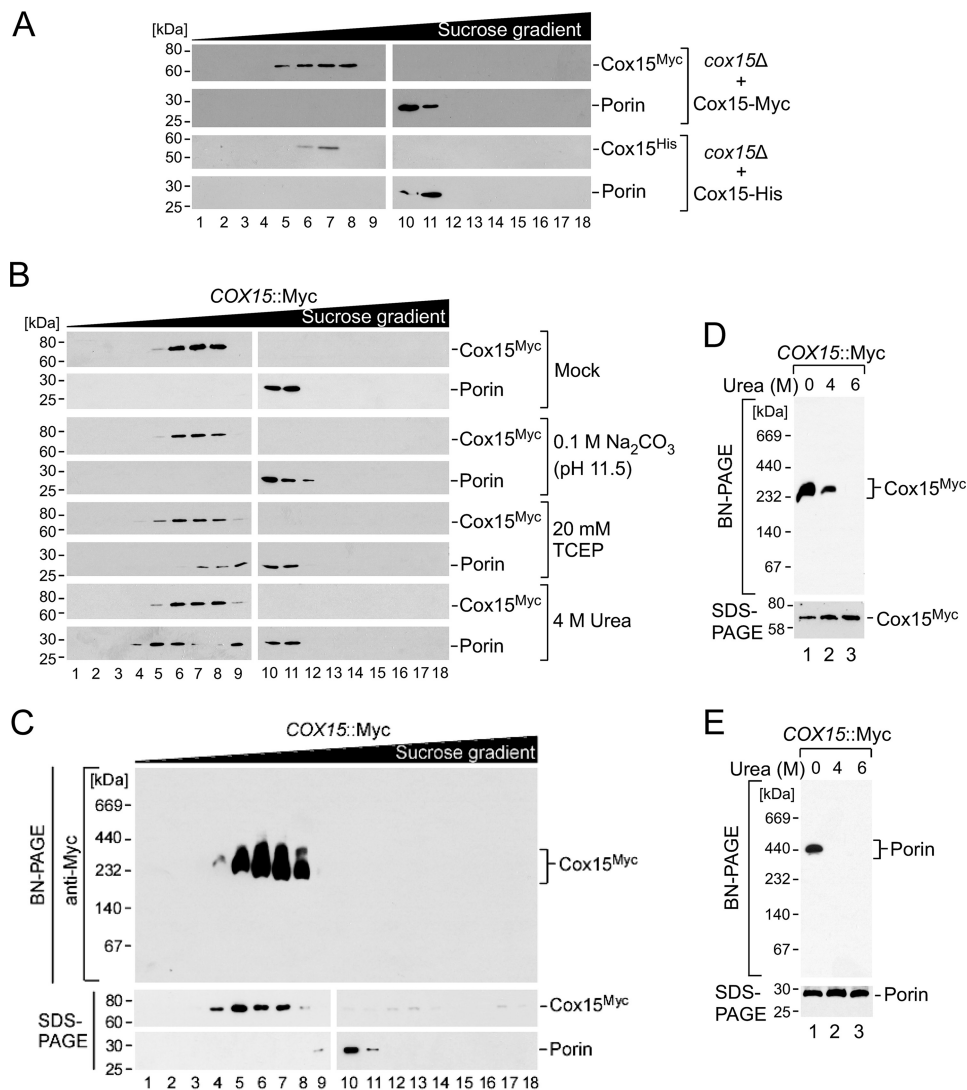 A
Sucrose gradient
[kDa]
80
60
Cox15Myc
30
25
Porin
cox15Δ
+
Cox15-Myc
60
50
Cox15His
30
25
Porin
cox15Δ
+
Cox15-His
1 2 3 4 5 6 7 8 9 10 11 12 13 14 15 16 17 18
B
COX15::Myc
Sucrose gradient
[kDa]
80
60
Cox15Myc
30
25
Porin
Mock
80
60
Cox15Myc
30
25
Porin
0.1 M Na2CO3
(pH 11.5)
80
60
Cox15Myc
30
25
Porin
20 mM
TCEP
80
60
Cox15Myc
30
25
Porin
4 M Urea
1 2 3 4 5 6 7 8 9 10 11 12 13 14 15 16 17 18
C
COX15::Myc
Sucrose gradient
BN-PAGE
anti-Myc
[kDa]
669
440
232
140
67
Cox15Myc
SDS-
PAGE
80
60
Cox15Myc
30
25
Porin
1 2 3 4 5 6 7 8 9 10 11 12 13 14 15 16 17 18
D
COX15::Myc
Urea (M) 0 4 6
BN-PAGE
[kDa]
669
440
232
140
67
Cox15Myc
SDS-
PAGE
80
58
Cox15Myc
1 2 3
E
COX15::Myc
Urea (M) 0 4 6
BN-PAGE
[kDa]
669
440
232
140
67
Porin
SDS-
PAGE
30
25
Porin
1 2 3